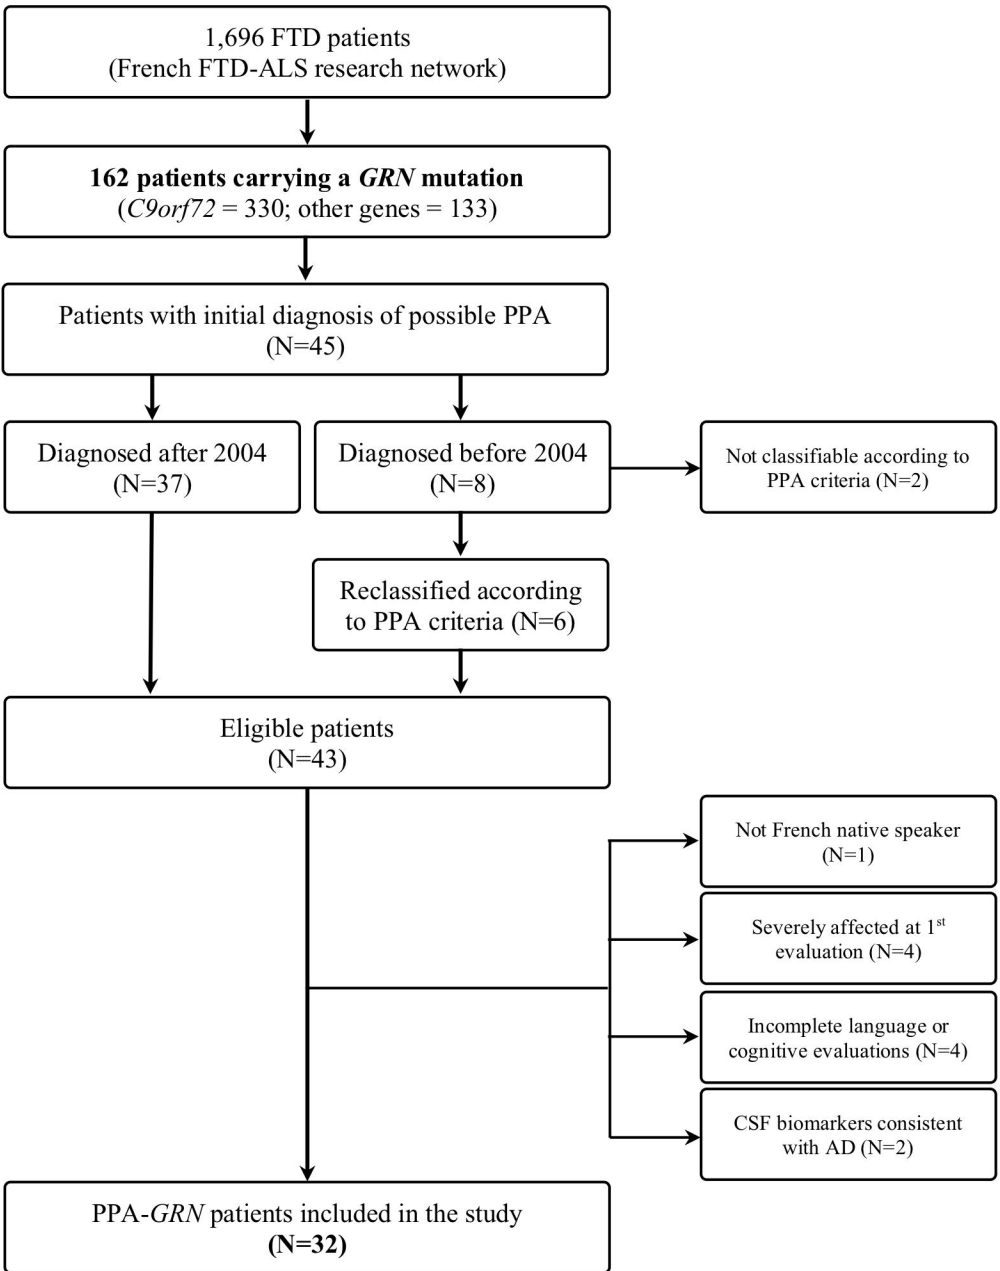 1,696 FTD patients
(French FTD-ALS research network)
162 patients carrying a GRN mutation
(C9orf72 = 330; other genes = 133)
Patients with initial diagnosis of possible PPA
(N=45)
Diagnosed after 2004
(N=37)
Diagnosed before 2004
(N=8)
Not classifiable according to
PPA criteria (N=2)
Reclassified according
to PPA criteria (N=6)
Eligible patients
(N=43)
Not French native speaker
(N=1)
Severely affected at 1st
evaluation (N=4)
Incomplete language or
cognitive evaluations (N=4)
CSF biomarkers consistent
with AD (N=2)
PPA-GRN patients included in the study
(N=32)